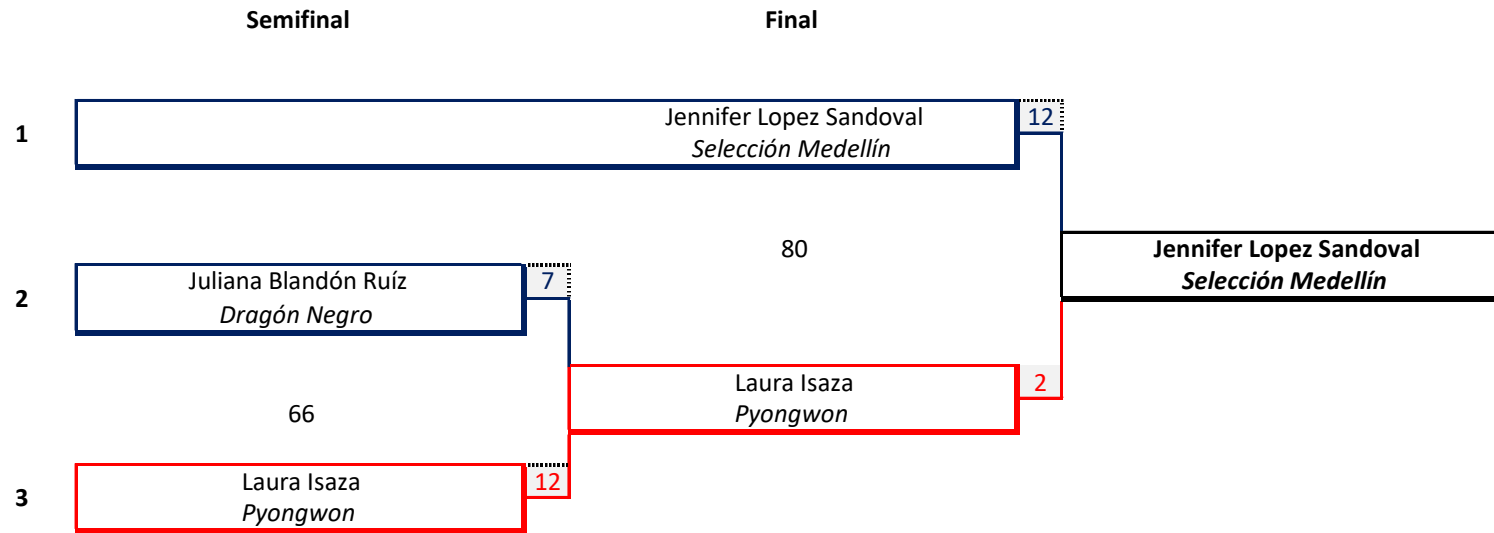 Semifinal
Final
1
Jennifer Lopez Sandoval
Selección Medellín
12
80
Jennifer Lopez Sandoval
Selección Medellín
2
Juliana Blandón Ruíz
Dragón Negro
7
Laura Isaza
Pyongwon
2
66
3
Laura Isaza
Pyongwon
12